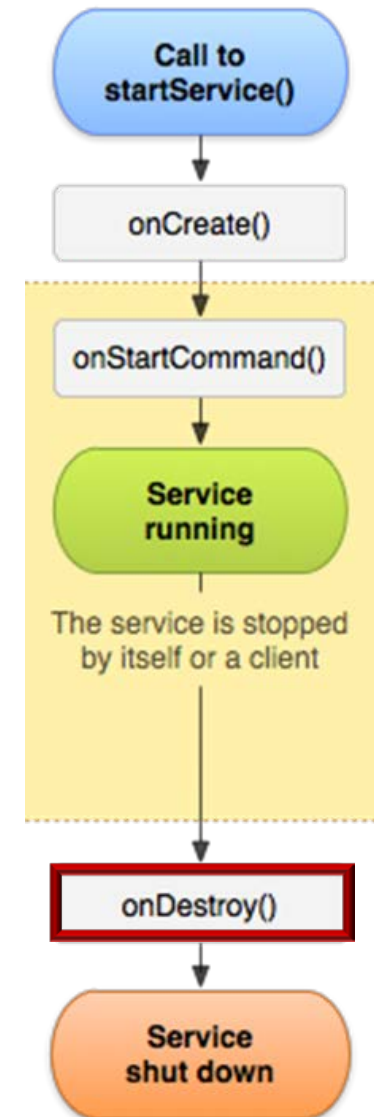 Call to
startService()
onCreate()
onStartCommand()
Service
running
The service is stopped
by itself or a client
onDestroy()
Service
shut down